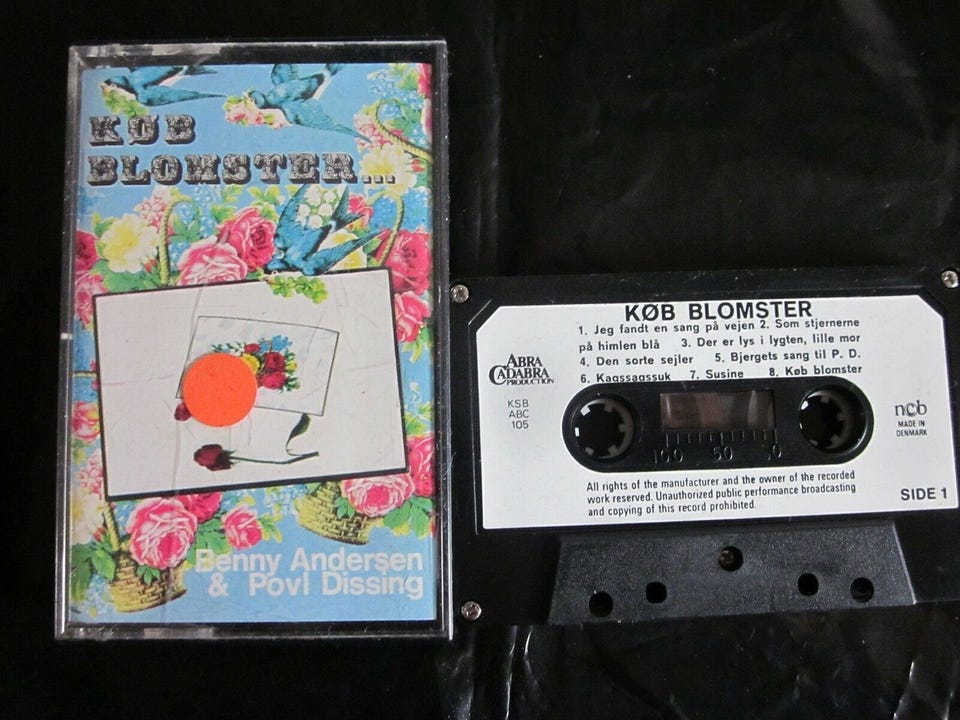 KØB
BLOMSTER...
Benny Andersen
& Povl Dissing
KØB BLOMSTER
1. Jeg fandt en sang på vejen 2. Som stjernerne
på himlen blå 3. Der er lys i lygten, lille mor
4. Den sorte sejler 5. Bjergets sang til P. D.
6. Kagssagssuk 7. Susine 8. Køb blomster
ABRA
CADABRA
PRODUCTION
KSB
ABC
105
100 50 0
ncb
MADE IN
DENMARK
All rights of the manufacturer and the owner of the recorded
work reserved. Unauthorized public performance broadcasting
and copying of this record prohibited.
SIDE 1